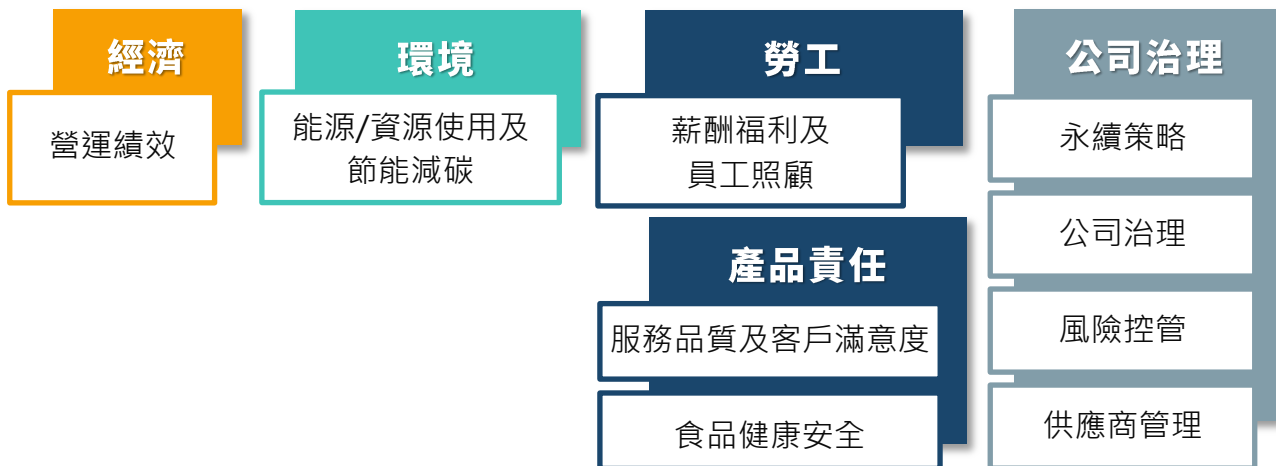 經濟
營運績效
環境
能源/資源使用及
節能減碳
勞工
薪酬福利及
員工照顧
產品責任
服務品質及客戶滿意度
食品健康安全
公司治理
永續策略
公司治理
風險控管
供應商管理